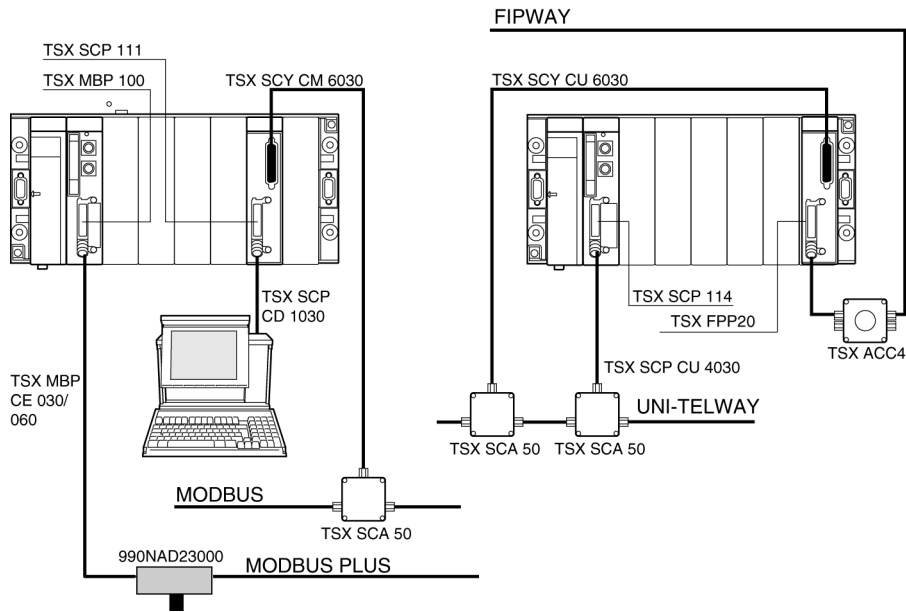 FIPWAY
TSX SCP 111
TSX MBP 100
TSX SCY CM 6030
TSX SCY CU 6030
TSX SCP
CD 1030
TSX SCP 114
TSX FPP20
TSX ACC4
TSX MBP
CE 030/
060
TSX SCP CU 4030
UNI-TELWAY
TSX SCA 50
TSX SCA 50
MODBUS
TSX SCA 50
990NAD23000
MODBUS PLUS